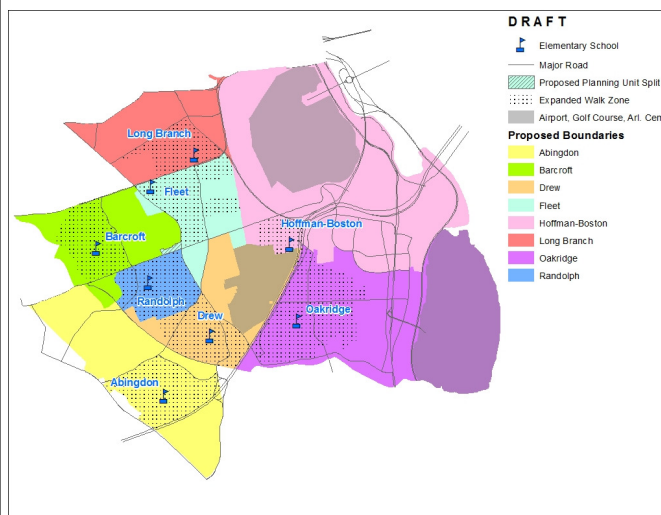 DRAFT
Elementary School
Major Road
Proposed Planning Unit Split
Expanded Walk Zone
Airport, Golf Course, Arl. Cen
Proposed Boundaries
Abingdon
Barcroft
Drew
Fleet
Hoffman-Boston
Long Branch
Oakridge
Randolph
Long Branch
Fleet
Hoffman-Boston
Barcroft
Randolph
Oakridge
Drew
Abingdon